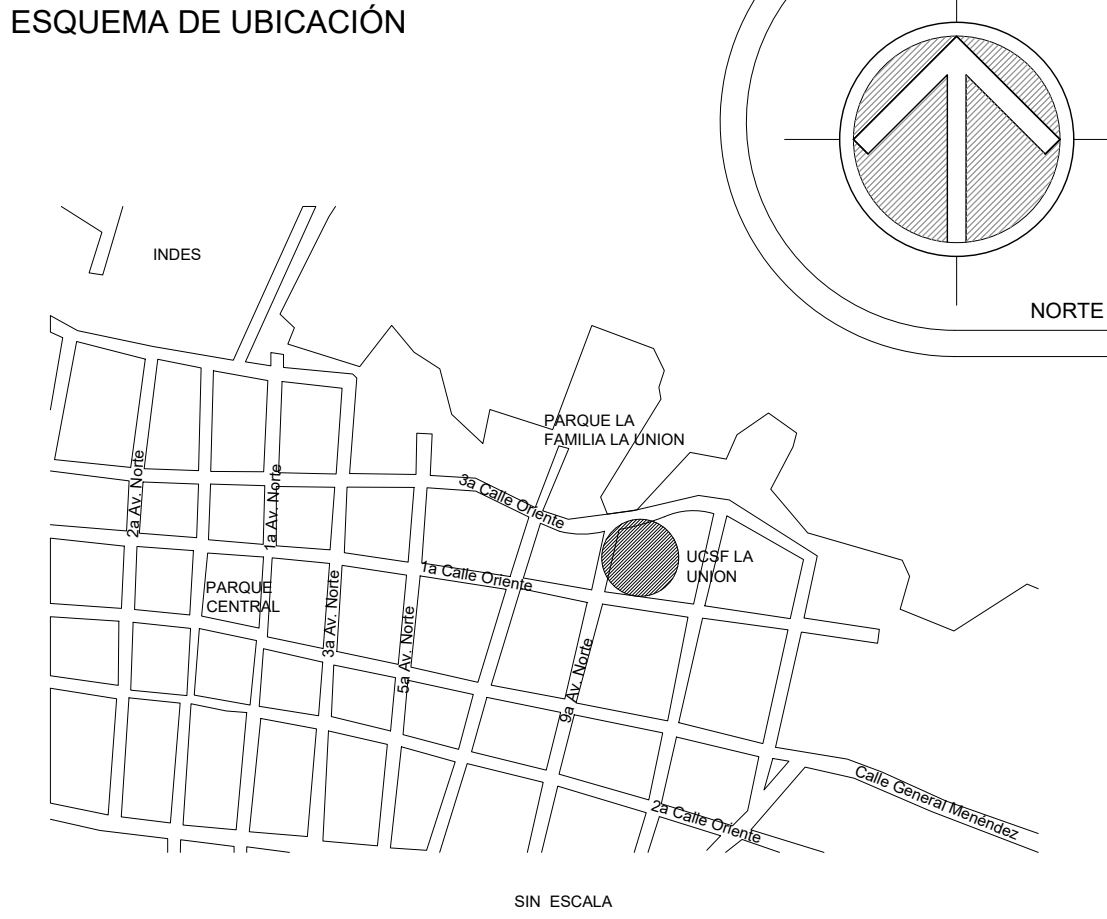 ESQUEMA DE UBICACIÓN
NORTE
INDES
PARQUE LA
FAMILIA LA UNION
3a Calle Oriente
2a Av. Norte
1a Av. Norte
UCSF LA
UNION
1a Calle Oriente
PARQUE
CENTRAL
3a Av. Norte
5a Av. Norte
9a Av. Norte
Calle General Menéndez
2a Calle Oriente
SIN ESCALA